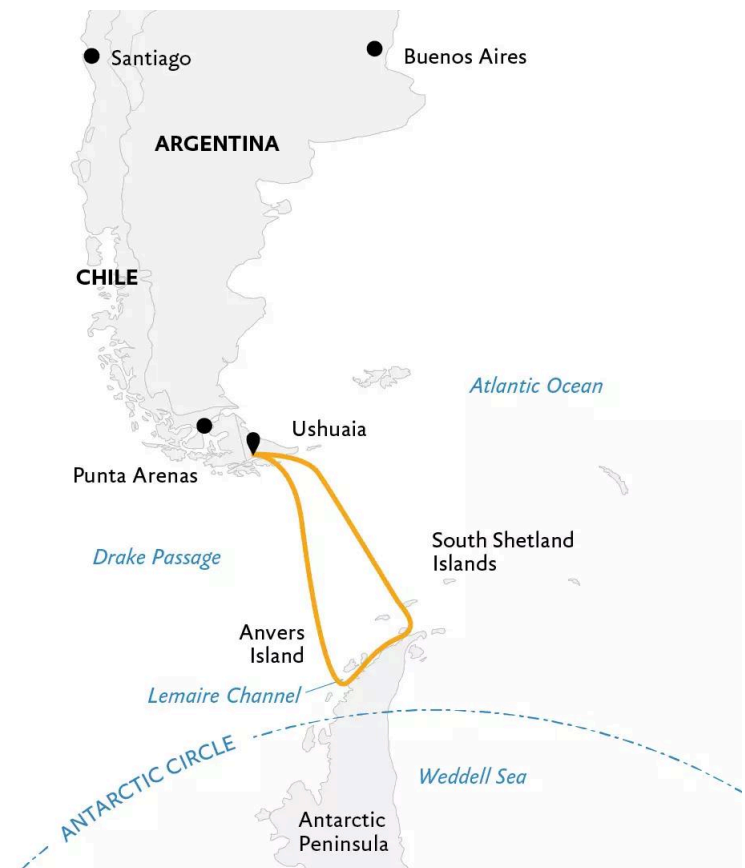 Santiago
Buenos Aires
ARGENTINA
CHILE
Atlantic Ocean
Ushuaia
Punta Arenas
South Shetland
Islands
Drake Passage
Anvers
Island
Lemaire Channel
ANTARCTIC CIRCLE
Weddell Sea
Antarctic
Peninsula